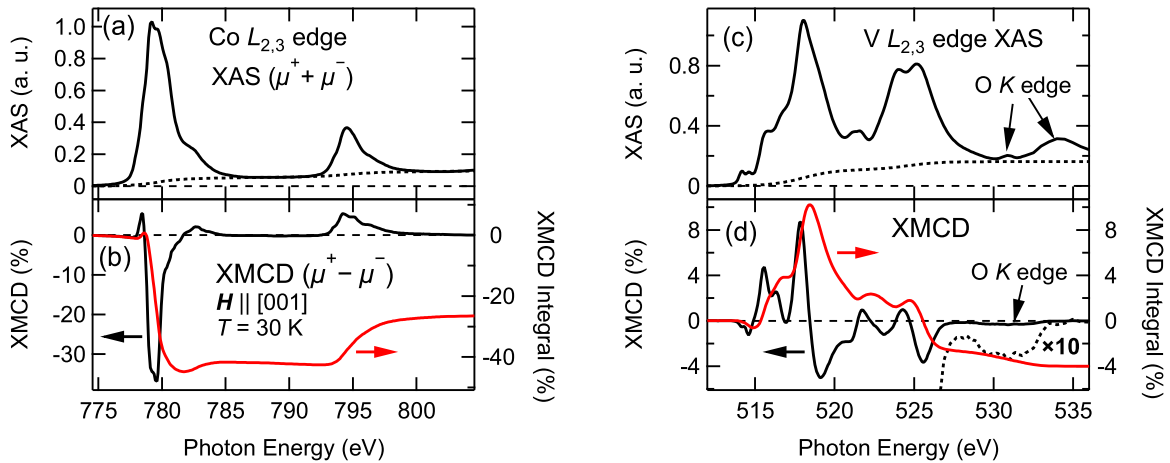 (a)
Co L2,3 edge
XAS (μ+ + μ−)
XAS (a. u.)
1.0
0.8
0.6
0.4
0.2
0
(b)
XMCD (μ+ − μ−)
H || [001]
T = 30 K
XMCD (%)
0
-10
-20
-30
0
-20
-40
XMCD Integral (%)
775 780 785 790 795 800
Photon Energy (eV)
(c)
V L2,3 edge XAS
O K edge
XAS (a. u.)
0.8
0.4
0
(d)
XMCD
O K edge
×10
XMCD (%)
8
4
0
-4
8
4
0
-4
XMCD Integral (%)
515 520 525 530 535
Photon Energy (eV)